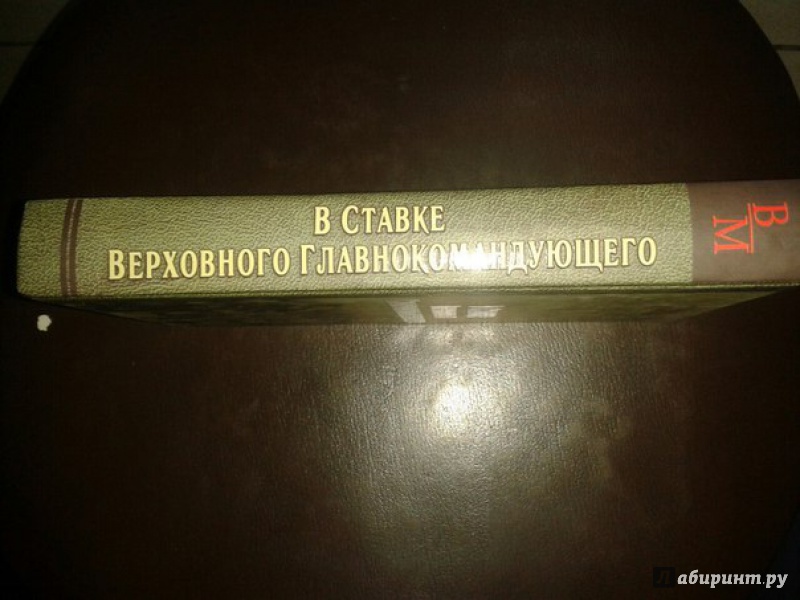 В СТАВКЕ
ВЕРХОВНОГО ГЛАВНОКОМАНДУЮЩЕГО
В
М
Лабиринт.ру